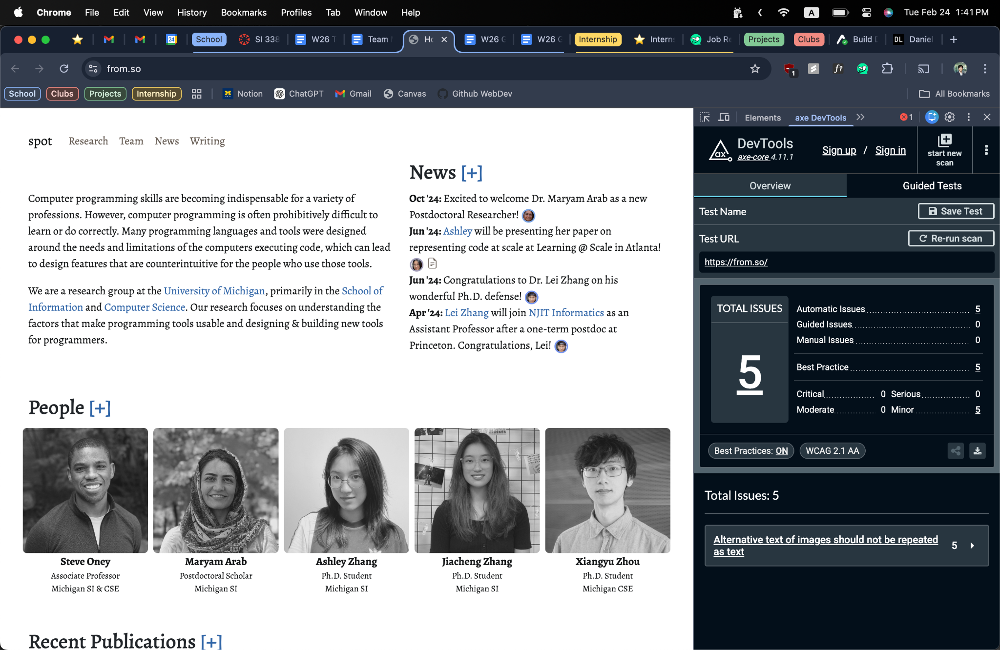 Chrome File Edit View History Bookmarks Profiles Tab Window Help A Tue Feb 24 1:41 PM
24 School SI 338 W26 T Team Ho W26 W26 Internship Intern Job Re Projects Clubs Build DL Daniel
from.so f? 1
School Clubs Projects Internship Notion ChatGPT Gmail Canvas Github WebDev All Bookmarks
spot Research Team News Writing
Computer programming skills are becoming indispensable for a variety of
professions. However, computer programming is often prohibitively difficult to
learn or do correctly. Many programming languages and tools were designed
around the needs and limitations of the computers executing code, which can lead
to design features that are counterintuitive for the people who use those tools.
We are a research group at the University of Michigan, primarily in the School of
Information and Computer Science. Our research focuses on understanding the
factors that make programming tools usable and designing & building new tools
for programmers.
News [+]
Oct '24: Excited to welcome Dr. Maryam Arab as a new
Postdoctoral Researcher!
Jun '24: Ashley will be presenting her paper on
representing code at scale at Learning @ Scale in Atlanta!
Jun '24: Congratulations to Dr. Lei Zhang on his
wonderful Ph.D. defense!
Apr '24: Lei Zhang will join NJIT Informatics as an
Assistant Professor after a one-term postdoc at
Princeton. Congratulations, Lei!
People [+]
Steve Oney
Associate Professor
Michigan SI & CSE
Maryam Arab
Postdoctoral Scholar
Michigan SI
Ashley Zhang
Ph.D. Student
Michigan SI
Jiacheng Zhang
Ph.D. Student
Michigan SI
Xiangyu Zhou
Ph.D. Student
Michigan CSE
Recent Publications [+]
Elements axe DevTools 1
ax DevTools
axe-core 4.11.1
Sign up / Sign in
start new
scan
Overview Guided Tests
Test Name Save Test
Test URL Re-run scan
https://from.so/
TOTAL ISSUES
5
Automatic Issues 5
Guided Issues 0
Manual Issues 0
Best Practice 5
Critical 0 Serious 0
Moderate 0 Minor 5
Best Practices: ON WCAG 2.1 AA
Total Issues: 5
Alternative text of images should not be repeated
as text 5